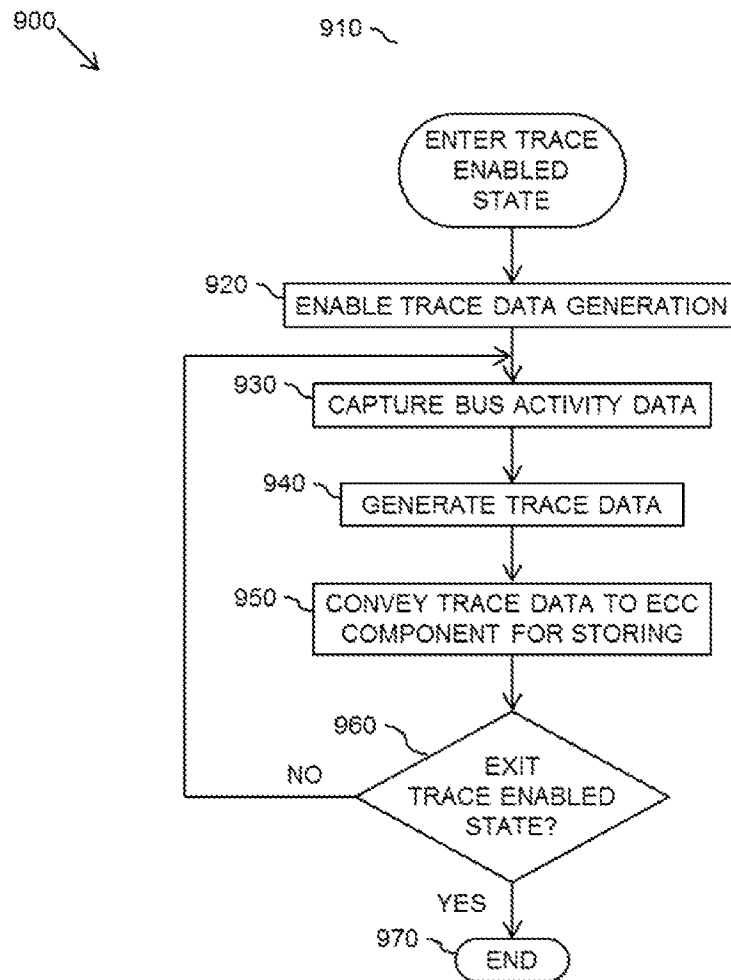 900
910
ENTER TRACE
ENABLED
STATE
920
ENABLE TRACE DATA GENERATION
930
CAPTURE BUS ACTIVITY DATA
940
GENERATE TRACE DATA
950
CONVEY TRACE DATA TO ECC
COMPONENT FOR STORING
960
EXIT
TRACE ENABLED
STATE?
NO
YES
970
END